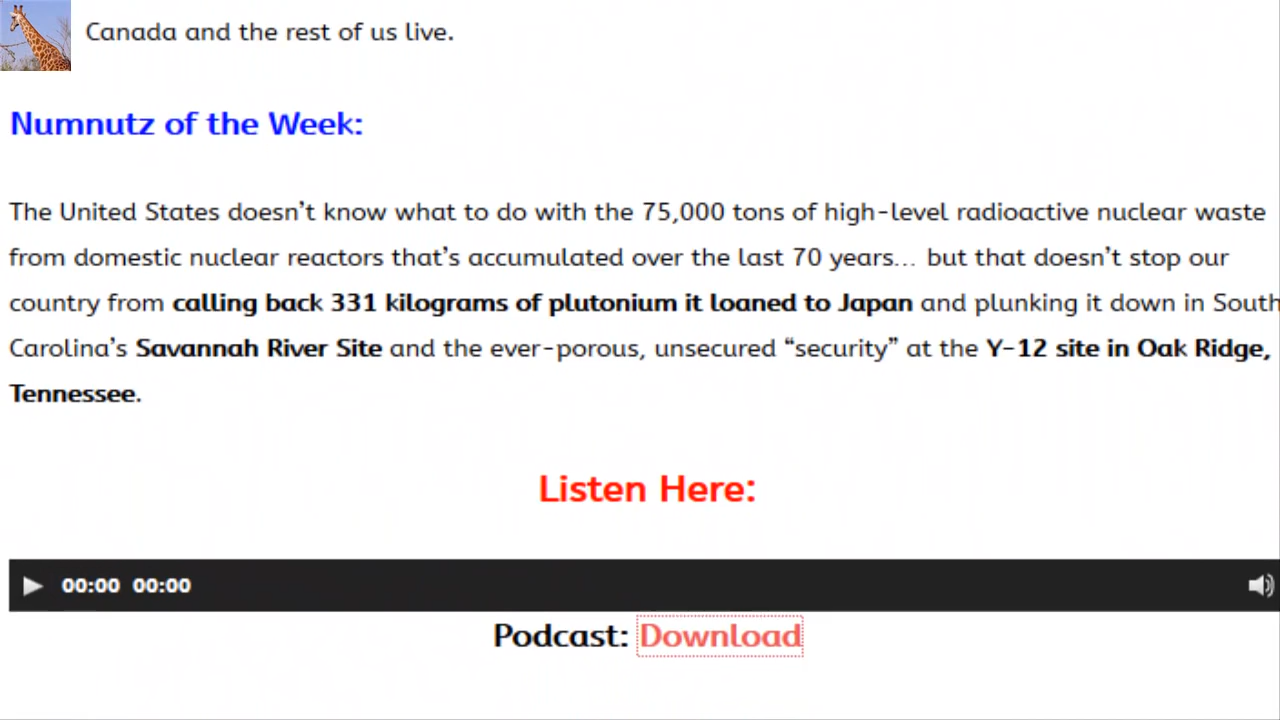 Canada and the rest of us live.
Numnutz of the Week:
The United States doesn’t know what to do with the 75,000 tons of high-level radioactive nuclear waste
from domestic nuclear reactors that’s accumulated over the last 70 years… but that doesn’t stop our
country from calling back 331 kilograms of plutonium it loaned to Japan and plunking it down in South
Carolina’s Savannah River Site and the ever-porous, unsecured “security” at the Y-12 site in Oak Ridge,
Tennessee.
Listen Here:
00:00 00:00
Podcast: Download